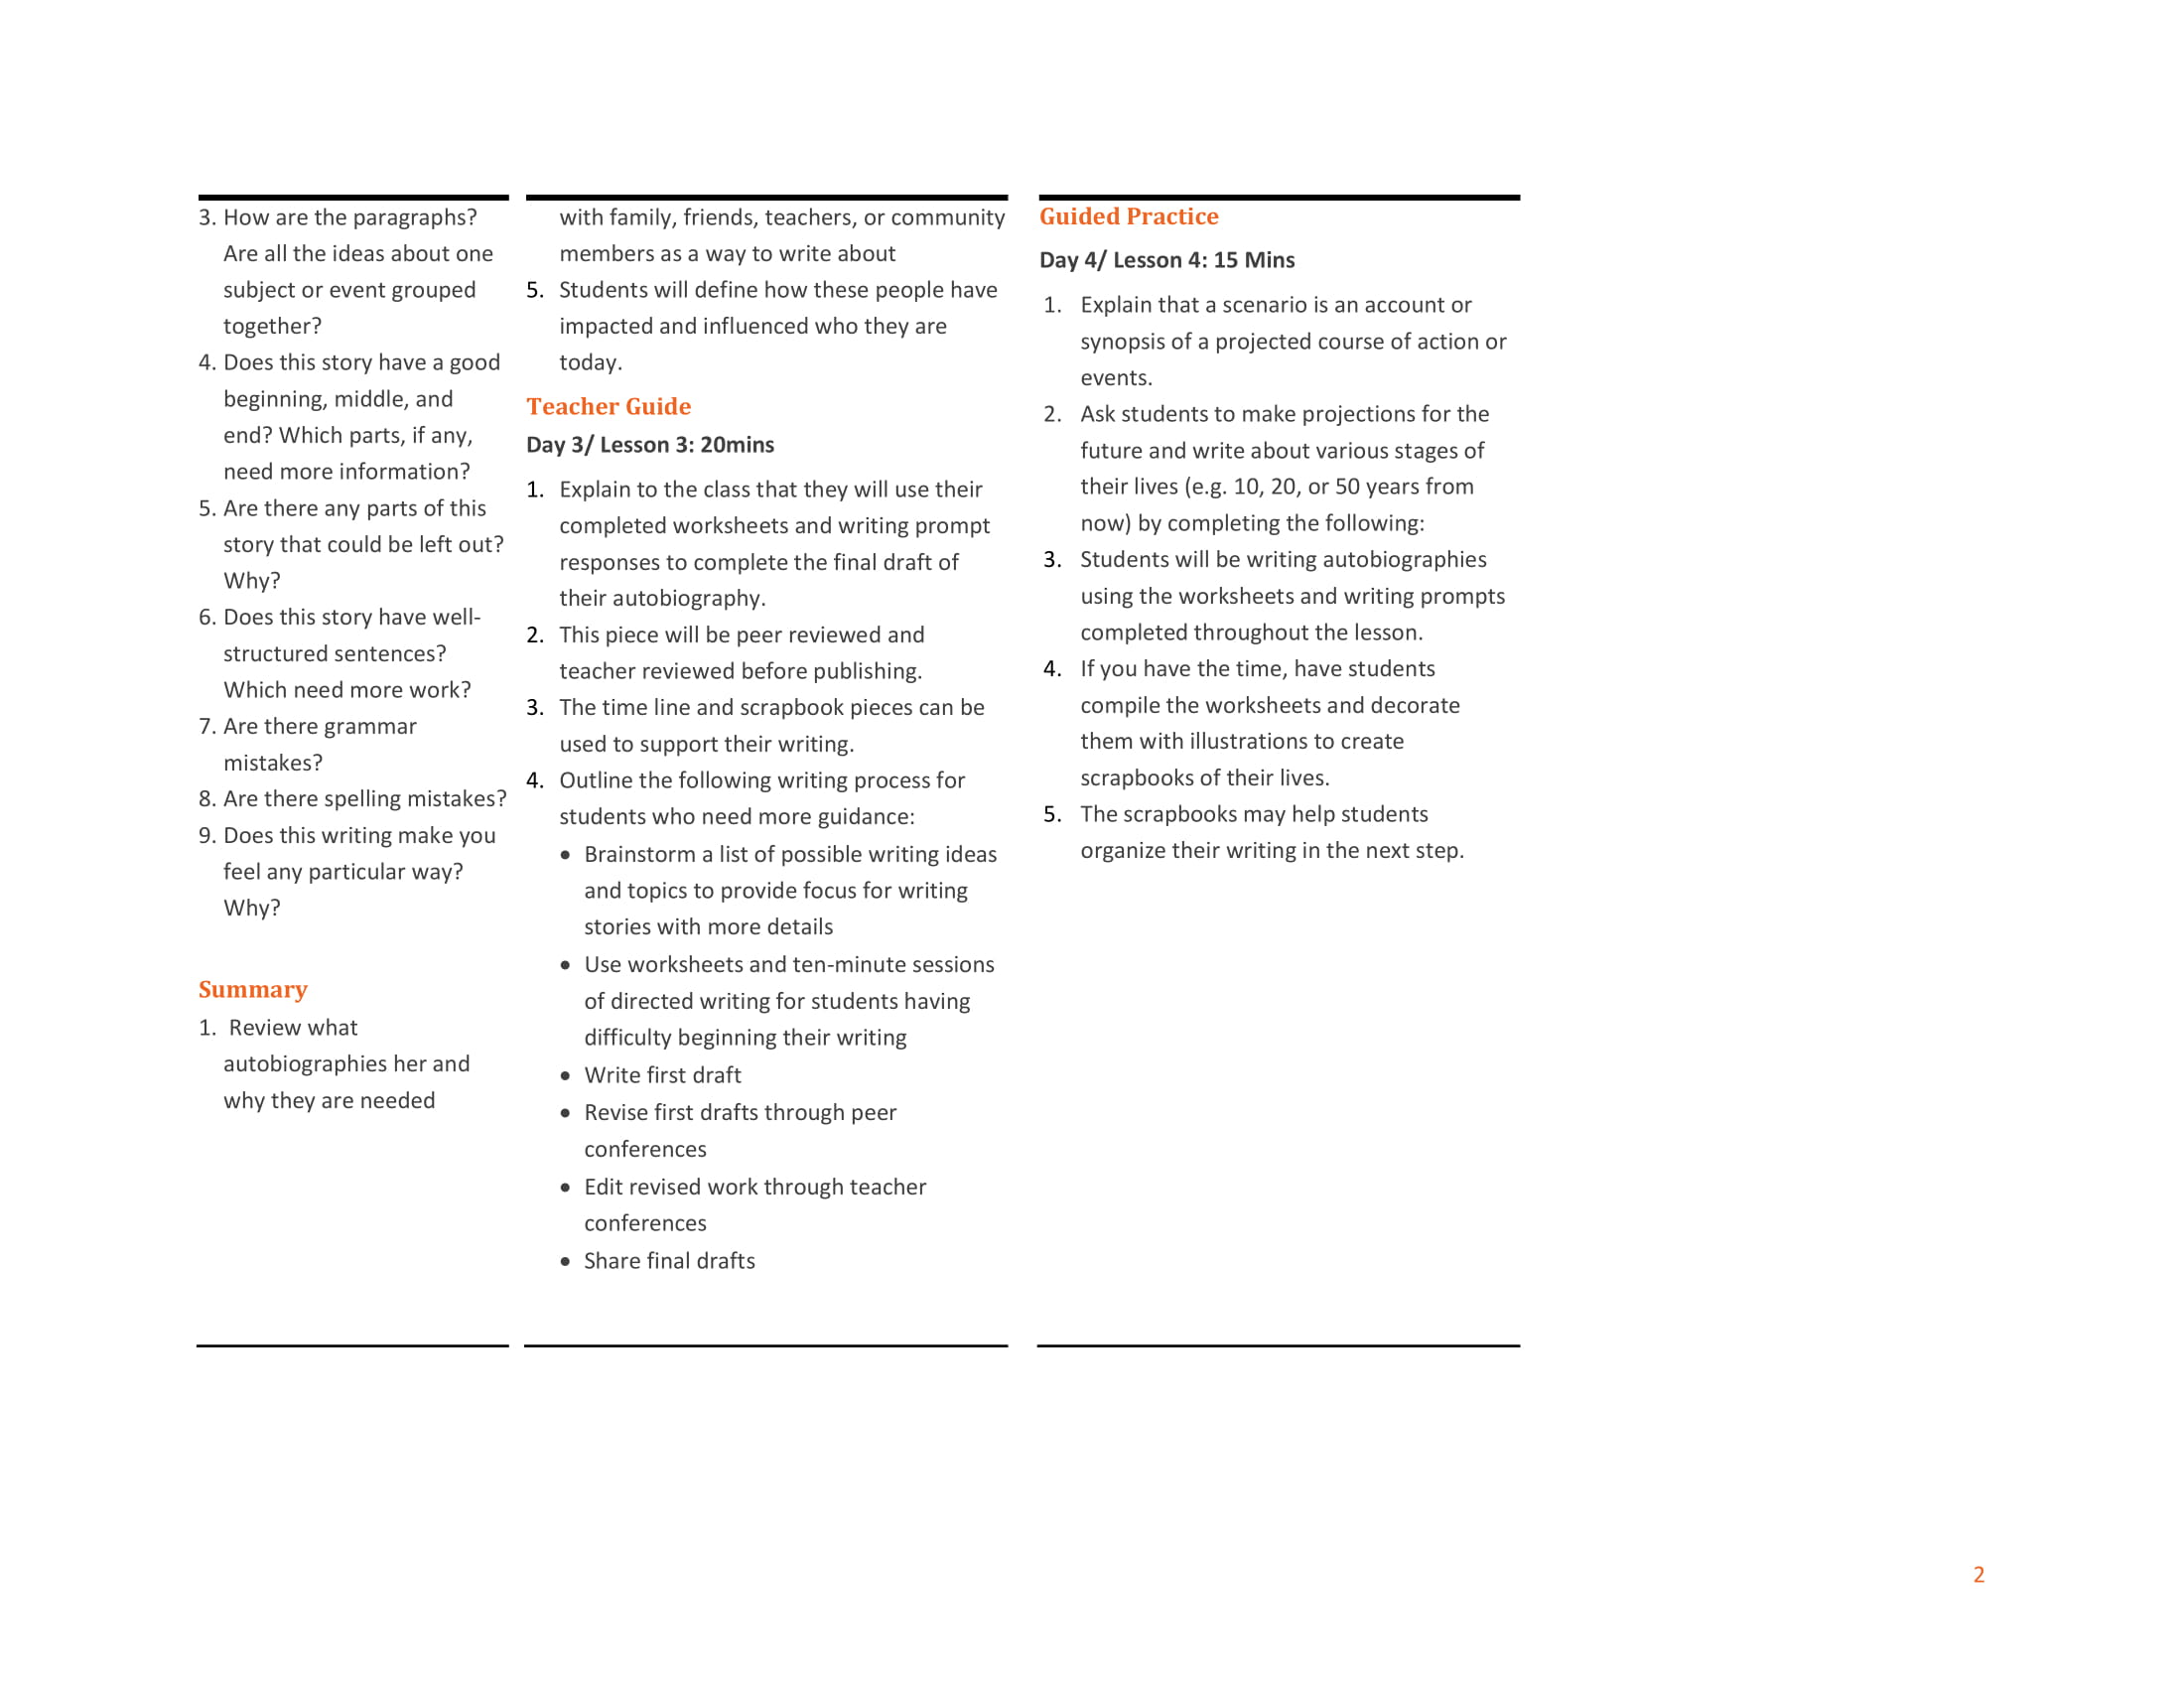 3. How are the paragraphs?
Are all the ideas about one
subject or event grouped
together?
4. Does this story have a good
beginning, middle, and
end? Which parts, if any,
need more information?
5. Are there any parts of this
story that could be left out?
Why?
6. Does this story have well-
structured sentences?
Which need more work?
7. Are there grammar
mistakes?
8. Are there spelling mistakes?
9. Does this writing make you
feel any particular way?
Why?
Summary
1. Review what
autobiographies her and
why they are needed
with family, friends, teachers, or community
members as a way to write about
5. Students will define how these people have
impacted and influenced who they are
today.
Teacher Guide
Day 3/ Lesson 3: 20mins
1. Explain to the class that they will use their
completed worksheets and writing prompt
responses to complete the final draft of
their autobiography.
2. This piece will be peer reviewed and
teacher reviewed before publishing.
3. The time line and scrapbook pieces can be
used to support their writing.
4. Outline the following writing process for
students who need more guidance:
• Brainstorm a list of possible writing ideas
and topics to provide focus for writing
stories with more details
• Use worksheets and ten-minute sessions
of directed writing for students having
difficulty beginning their writing
• Write first draft
• Revise first drafts through peer
conferences
• Edit revised work through teacher
conferences
• Share final drafts
Guided Practice
Day 4/ Lesson 4: 15 Mins
1. Explain that a scenario is an account or
synopsis of a projected course of action or
events.
2. Ask students to make projections for the
future and write about various stages of
their lives (e.g. 10, 20, or 50 years from
now) by completing the following:
3. Students will be writing autobiographies
using the worksheets and writing prompts
completed throughout the lesson.
4. If you have the time, have students
compile the worksheets and decorate
them with illustrations to create
scrapbooks of their lives.
5. The scrapbooks may help students
organize their writing in the next step.
2